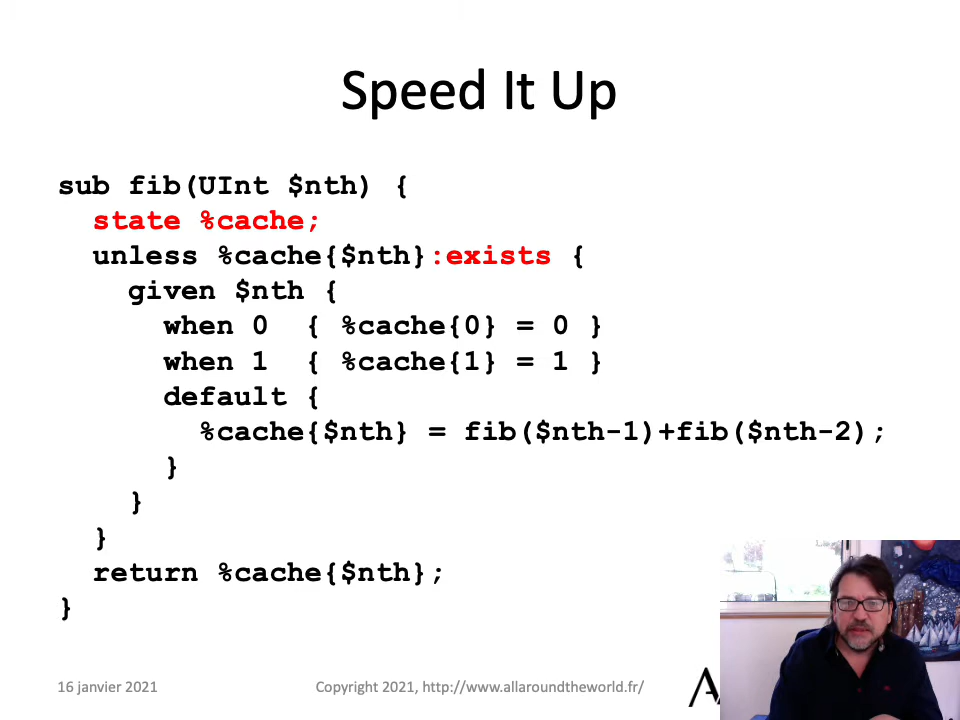 Speed It Up
sub fib(UInt $nth) {
  state %cache;
  unless %cache{$nth}:exists {
    given $nth {
      when 0  { %cache{0} = 0 }
      when 1  { %cache{1} = 1 }
      default {
        %cache{$nth} = fib($nth-1)+fib($nth-2);
      }
    }
  }
  return %cache{$nth};
}
16 janvier 2021
Copyright 2021, http://www.allaroundtheworld.fr/